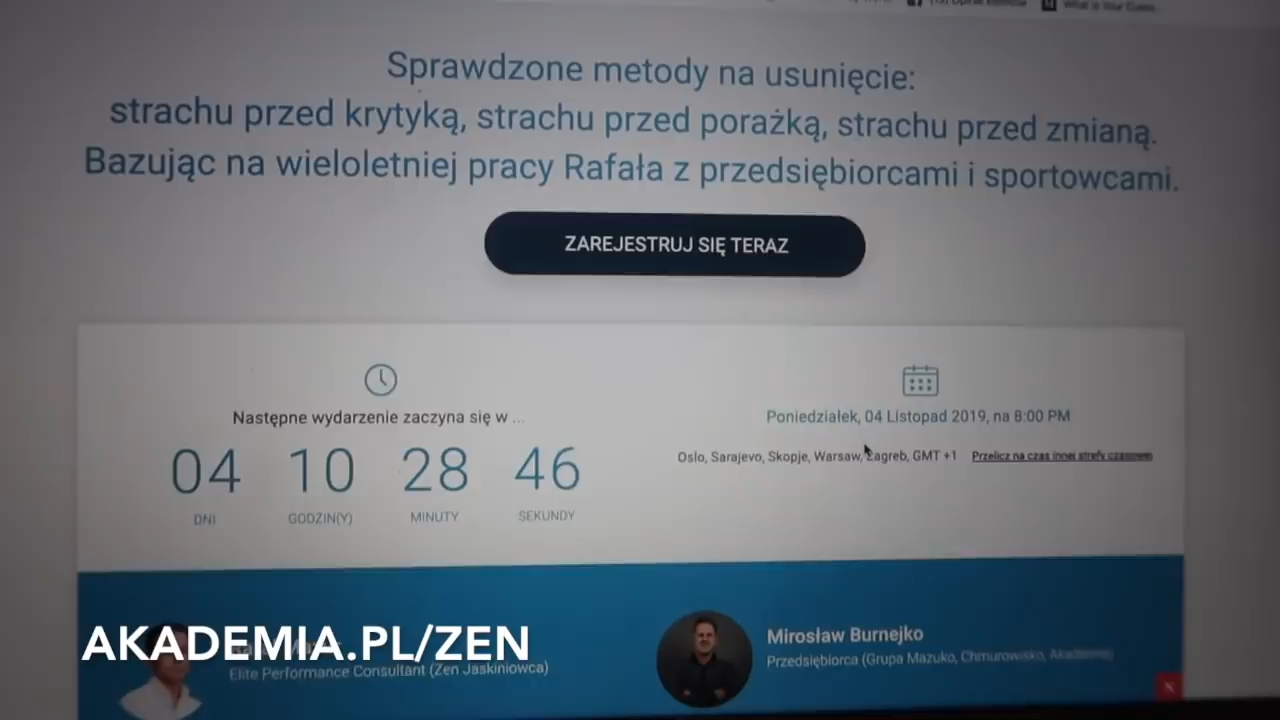 Sprawdzone metody na usunięcie:
strachu przed krytyką, strachu przed porażką, strachu przed zmianą.
Bazując na wieloletniej pracy Rafała z przedsiębiorcami i sportowcami.
ZAREJESTRUJ SIĘ TERAZ
Następne wydarzenie zaczyna się w ...
04 10 28 46
DNI GODZIN(Y) MINUTY SEKUNDY
Poniedziałek, 04 Listopad 2019, na 8:00 PM
Oslo, Sarajevo, Skopje, Warsaw, Zagreb, GMT +1 Przelicz na czas innej strefy czasowej
AKADEMIA.PL/ZEN
Elite Performance Consultant (Zen Jaskiniowca)
Mirosław Burnejko
Przedsiębiorca (Grupa Mazuko, Chmurowisko, Akademia)